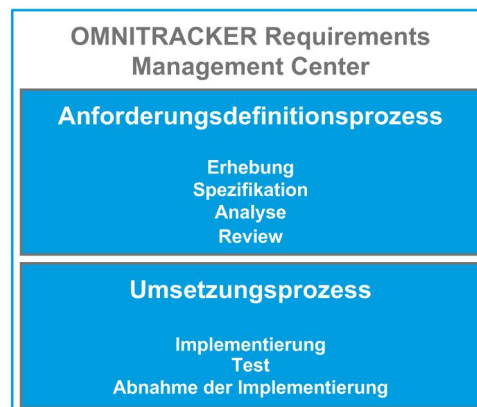 OMNITRACKER Requirements
Management Center
Anforderungsdefinitionsprozess
Erhebung
Spezifikation
Analyse
Review
Umsetzungsprozess
Implementierung
Test
Abnahme der Implementierung